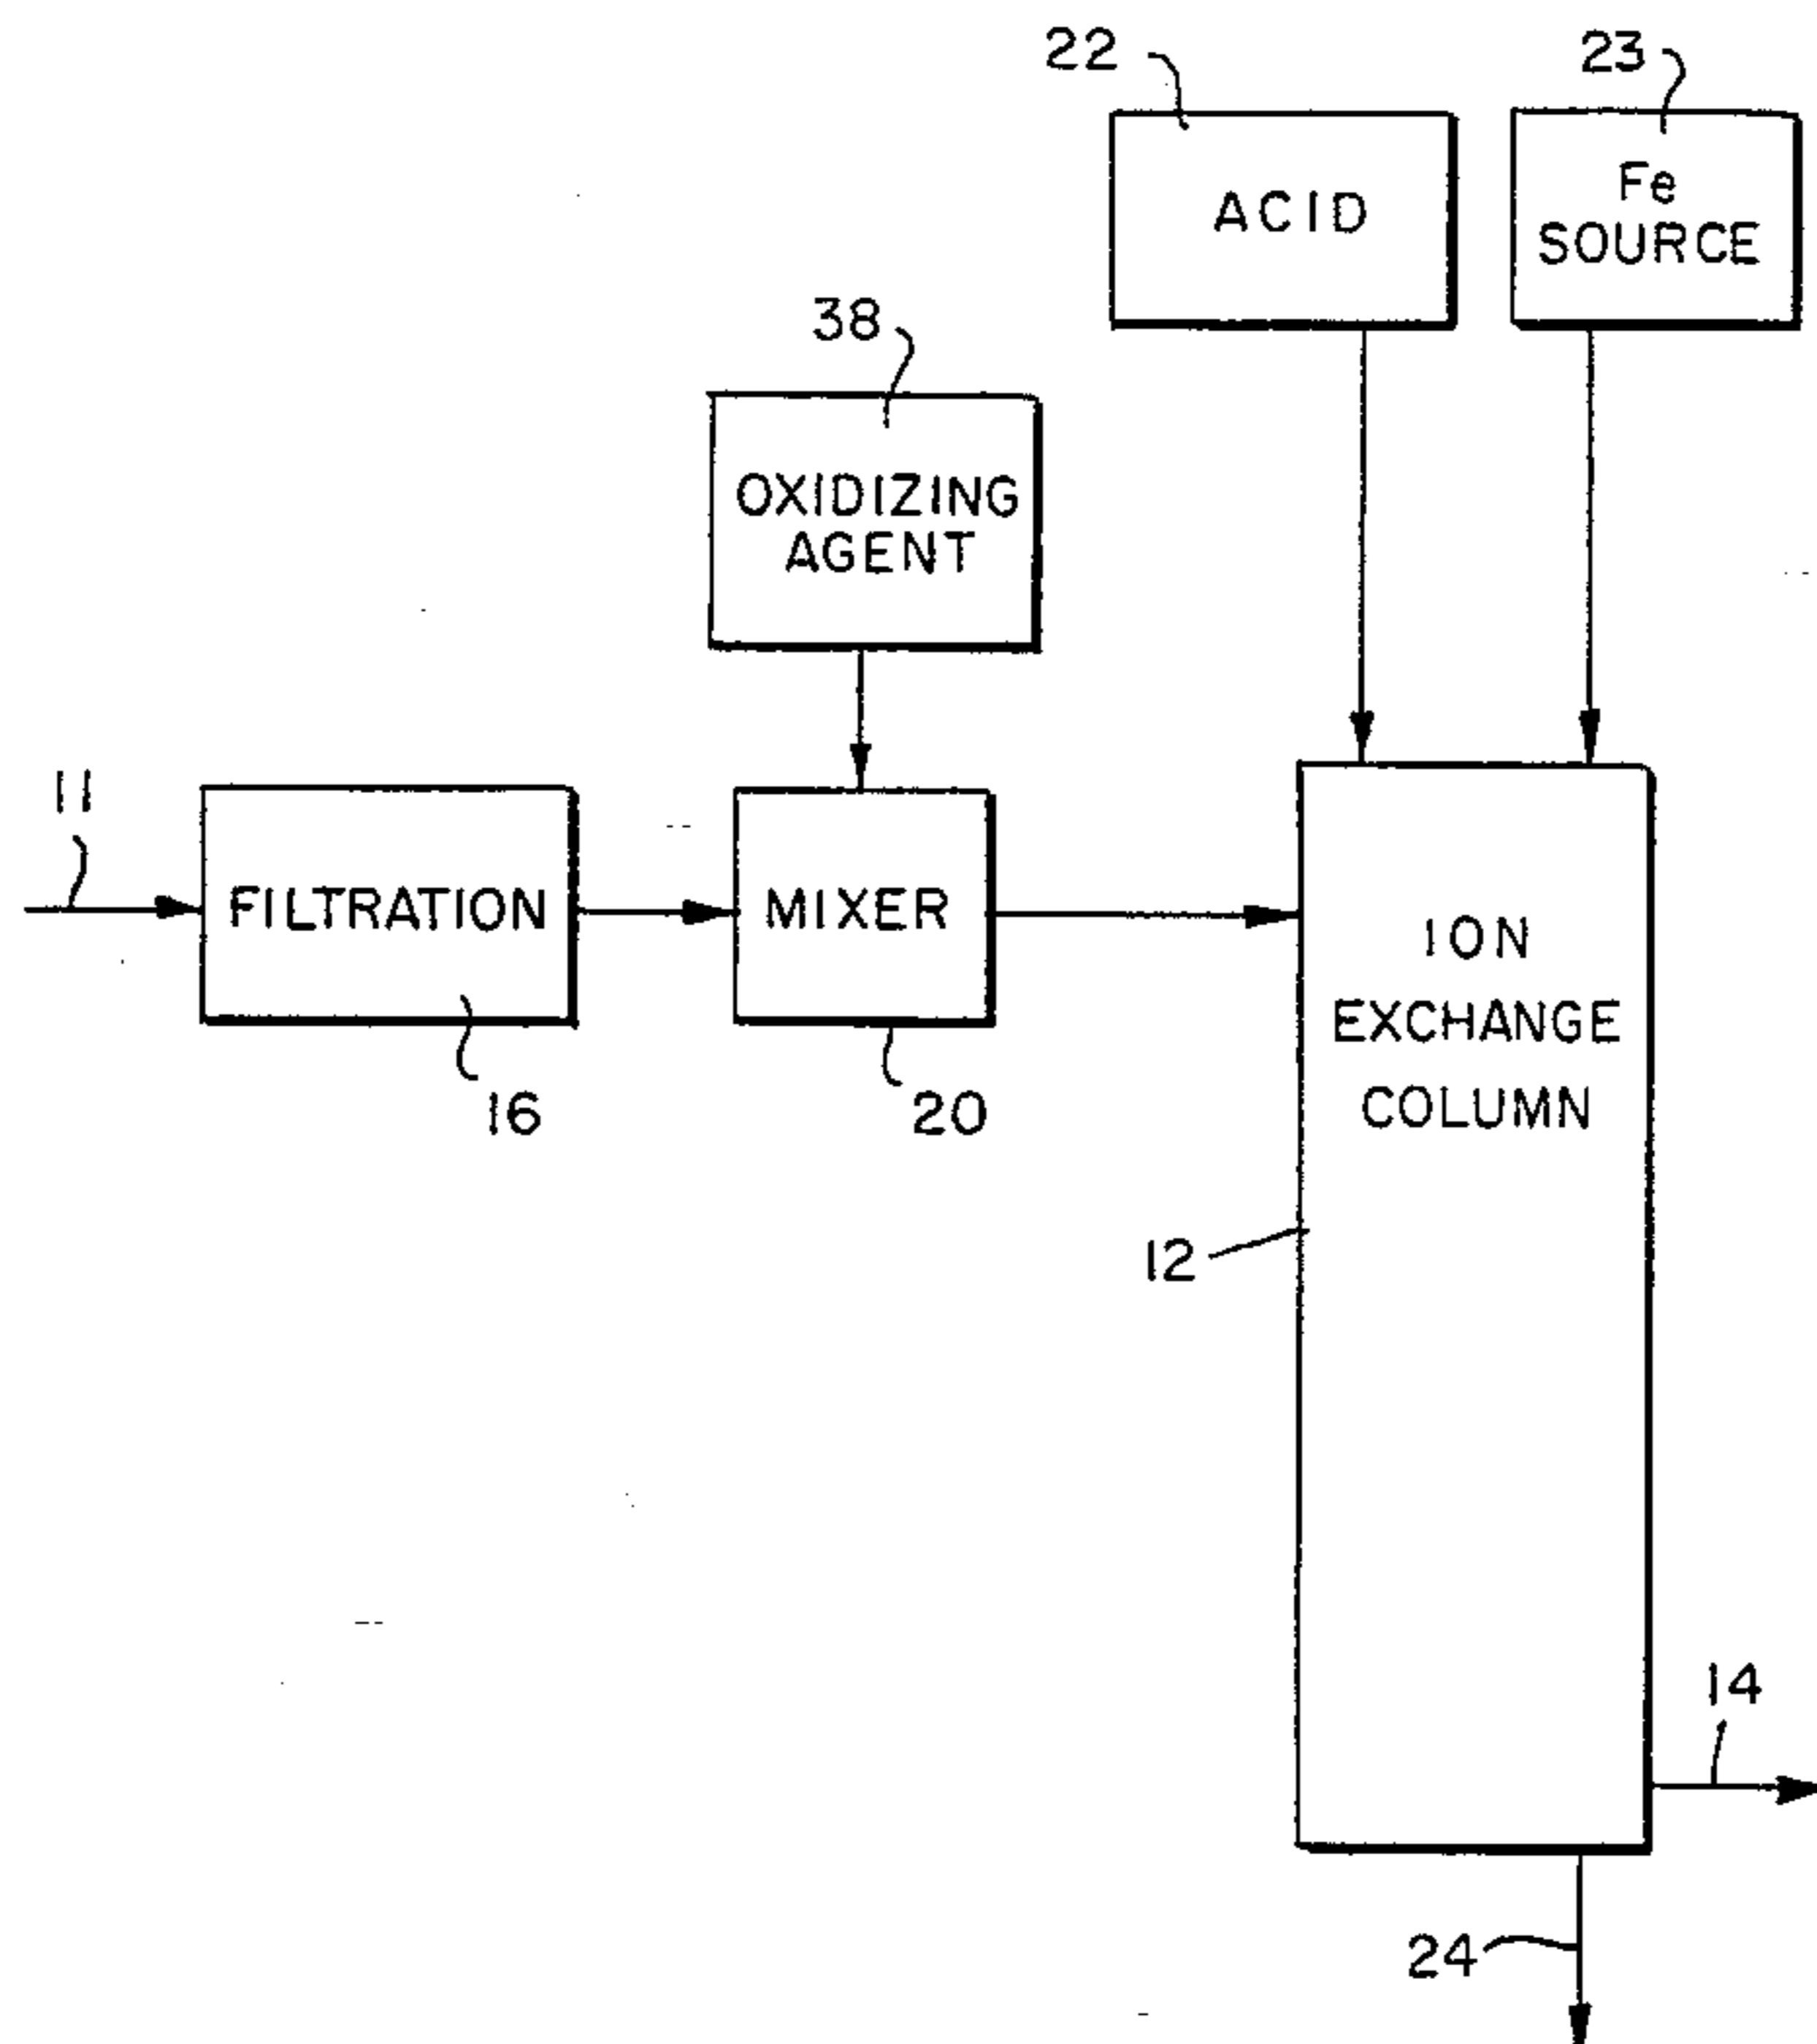 22
23
ACID
Fe
SOURCE
38
OXIDIZING
AGENT
11
FILTRATION
MIXER
ION
EXCHANGE
COLUMN
16
20
12
14
24